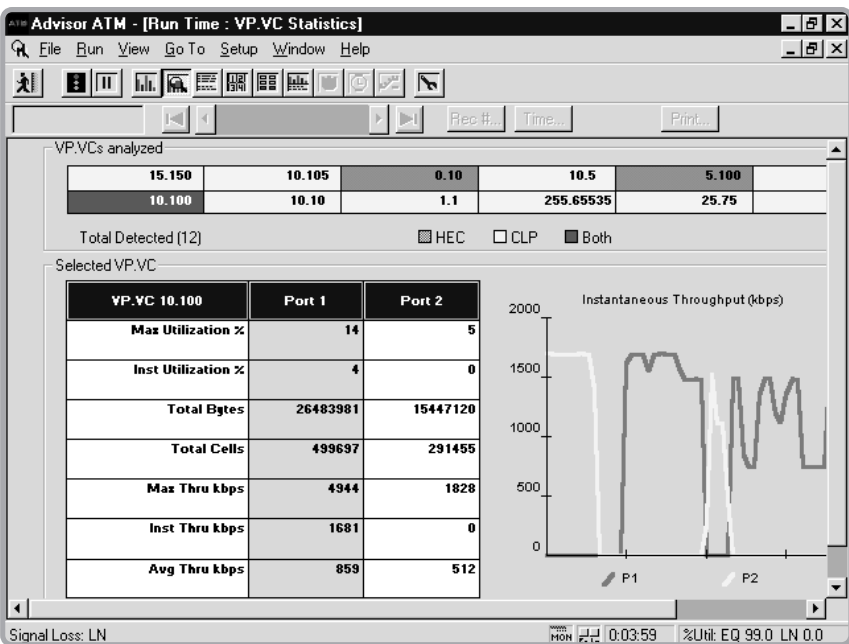 ATM Advisor ATM - [Run Time : VP.VC Statistics]
File Run View Go To Setup Window Help
Rec #... Time... Print...
VP.VCs analyzed
15.150 10.105 0.10 10.5 5.100
10.100 10.10 1.1 255.65535 25.75
Total Detected (12) HEC CLP Both
Selected VP.VC
VP.VC 10.100 Port 1 Port 2
Max Utilization % 14 5
Inst Utilization % 4 0
Total Bytes 26483981 15447120
Total Cells 499697 291455
Max Thru kbps 4944 1828
Inst Thru kbps 1681 0
Avg Thru kbps 859 512
Instantaneous Throughput (kbps)
2000
1500
1000
500
0
P1 P2
Signal Loss: LN MON 0:03:59 %Util: EQ 99.0 LN 0.0